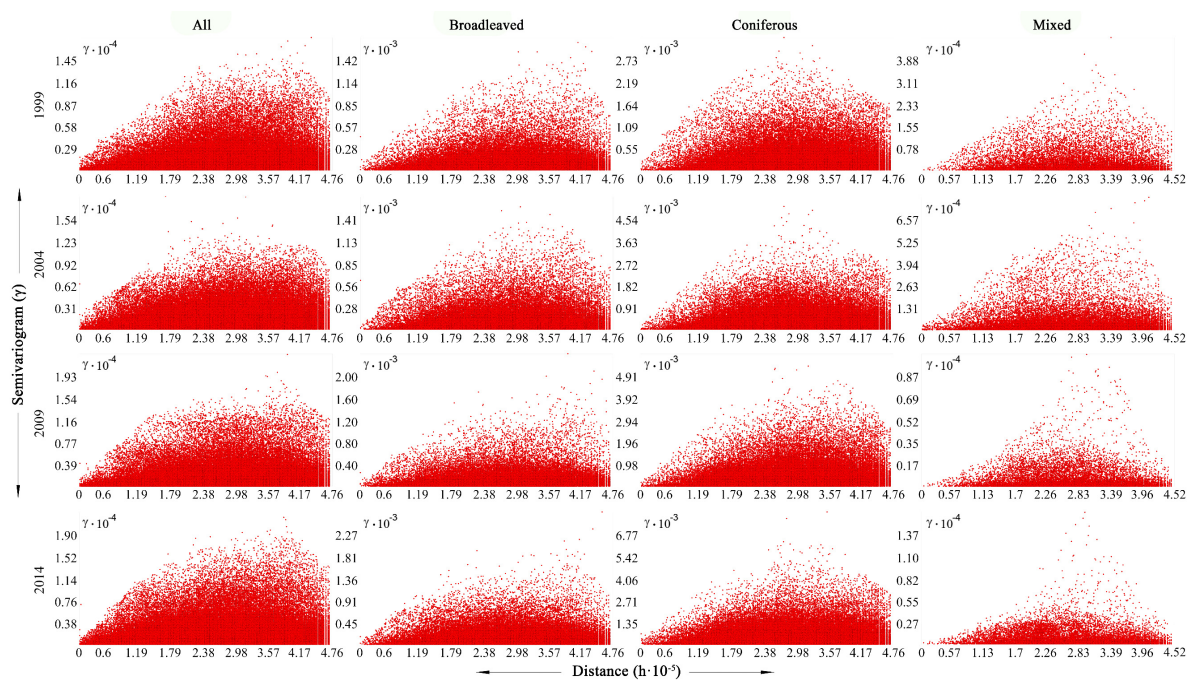 All Broadleaved Coniferous Mixed
γ · 10⁻⁴ γ · 10⁻³ γ · 10⁻³ γ · 10⁻⁴
1.45 1.42 2.73 3.88
1.16 1.14 2.19 3.11
0.87 0.85 1.64 2.33
0.58 0.57 1.09 1.55
0.29 0.28 0.55 0.78
1999
0 0.6 1.19 1.79 2.38 2.98 3.57 4.17 4.76 0 0.6 1.19 1.79 2.38 2.98 3.57 4.17 4.76 0 0.6 1.19 1.79 2.38 2.98 3.57 4.17 4.76 0 0.57 1.13 1.7 2.26 2.83 3.39 3.96 4.52
γ · 10⁻⁴ γ · 10⁻³ γ · 10⁻³ γ · 10⁻⁴
1.54 1.41 4.54 6.57
1.23 1.13 3.63 5.25
0.92 0.85 2.72 3.94
0.62 0.56 1.82 2.63
0.31 0.28 0.91 1.31
2004
0 0.6 1.19 1.79 2.38 2.98 3.57 4.17 4.76 0 0.6 1.19 1.79 2.38 2.98 3.57 4.17 4.76 0 0.6 1.19 1.79 2.38 2.98 3.57 4.17 4.76 0 0.57 1.13 1.7 2.26 2.83 3.39 3.96 4.52
Semivariogram (γ)
γ · 10⁻⁴ γ · 10⁻³ γ · 10⁻³ γ · 10⁻⁴
1.93 2.00 4.91 0.87
1.54 1.60 3.92 0.69
1.16 1.20 2.94 0.52
0.77 0.80 1.96 0.35
0.39 0.40 0.98 0.17
2009
0 0.6 1.19 1.79 2.38 2.98 3.57 4.17 4.76 0 0.6 1.19 1.79 2.38 2.98 3.57 4.17 4.76 0 0.6 1.19 1.79 2.38 2.98 3.57 4.17 4.76 0 0.57 1.13 1.7 2.26 2.83 3.39 3.96 4.52
γ · 10⁻⁴ γ · 10⁻³ γ · 10⁻³ γ · 10⁻⁴
1.90 2.27 6.77 1.37
1.52 1.81 5.42 1.10
1.14 1.36 4.06 0.82
0.76 0.91 2.71 0.55
0.38 0.45 1.35 0.27
2014
0 0.6 1.19 1.79 2.38 2.98 3.57 4.17 4.76 0 0.6 1.19 1.79 2.38 2.98 3.57 4.17 4.76 0 0.6 1.19 1.79 2.38 2.98 3.57 4.17 4.76 0 0.57 1.13 1.7 2.26 2.83 3.39 3.96 4.52
Distance (h·10⁻⁵)